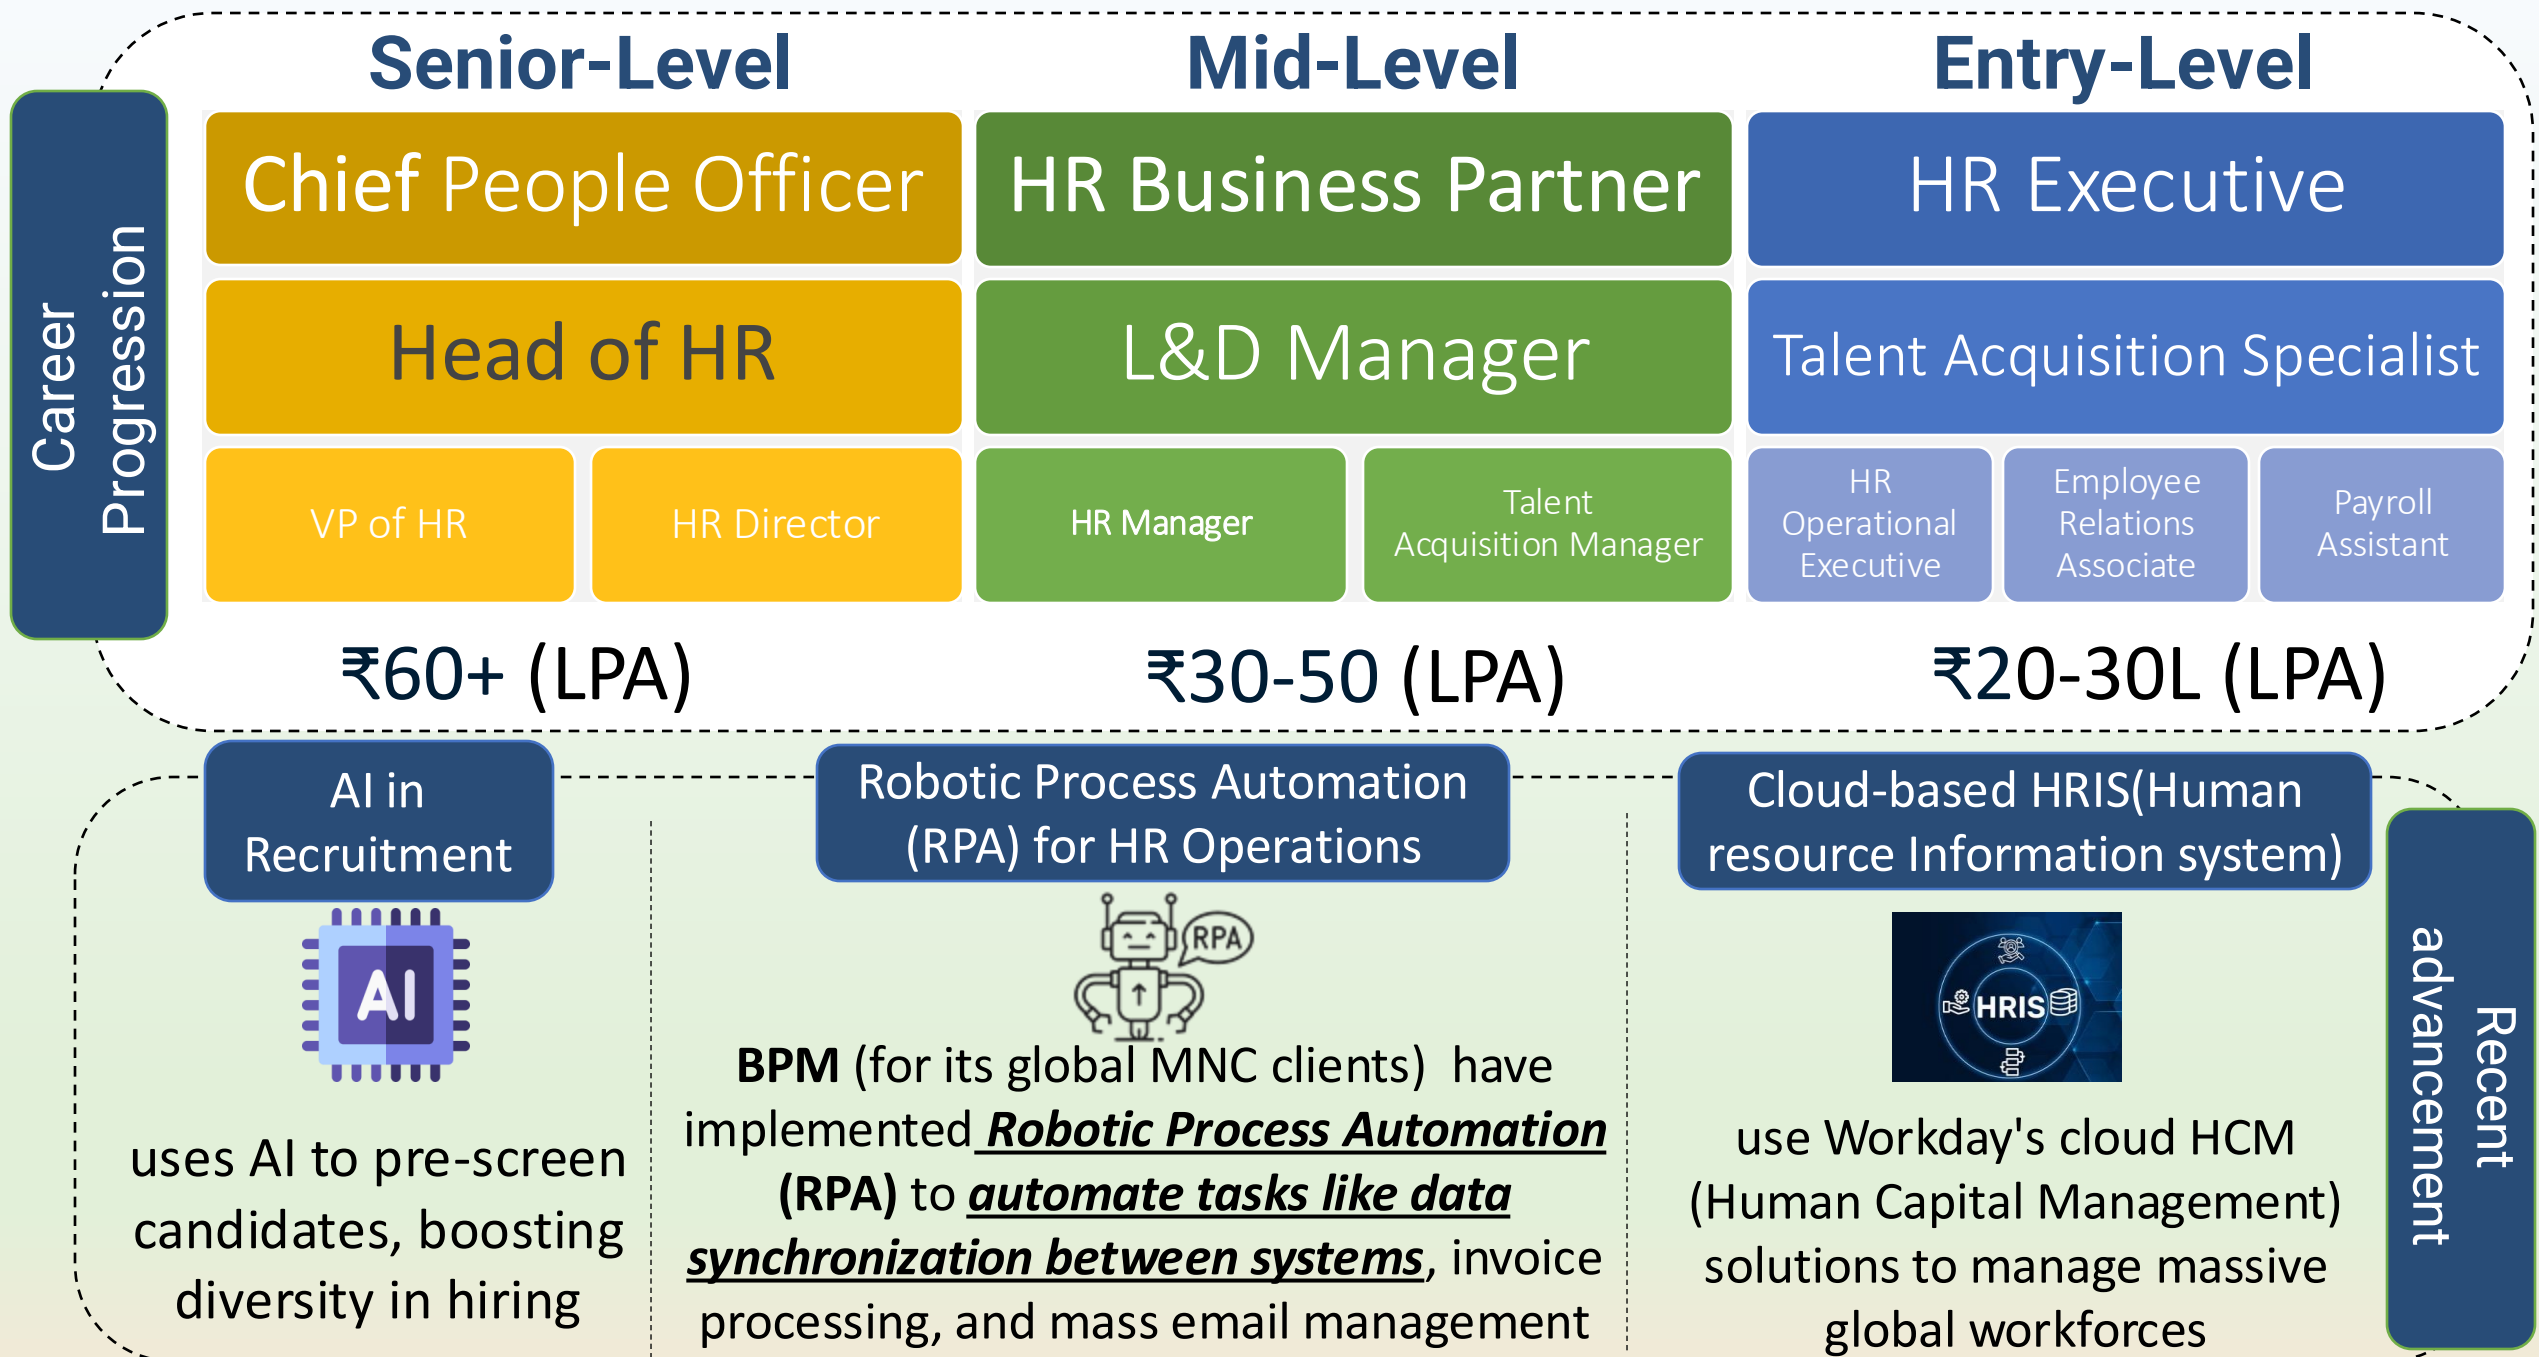 Senior-Level
Mid-Level
Entry-Level
Career
Progression
Chief People Officer
HR Business Partner
HR Executive
Head of HR
L&D Manager
Talent Acquisition Specialist
VP of HR
HR Director
HR Manager
Talent
Acquisition Manager
HR
Operational
Executive
Employee
Relations
Associate
Payroll
Assistant
₹60+ (LPA)
₹30-50 (LPA)
₹20-30L (LPA)
AI in
Recruitment
AI
uses AI to pre-screen
candidates, boosting
diversity in hiring
Robotic Process Automation
(RPA) for HR Operations
RPA
BPM (for its global MNC clients)  have
implemented Robotic Process Automation
(RPA) to automate tasks like data
synchronization between systems, invoice
processing, and mass email management
Cloud-based HRIS(Human
resource Information system)
HRIS
use Workday's cloud HCM
(Human Capital Management)
solutions to manage massive
global workforces
Recent
advancement